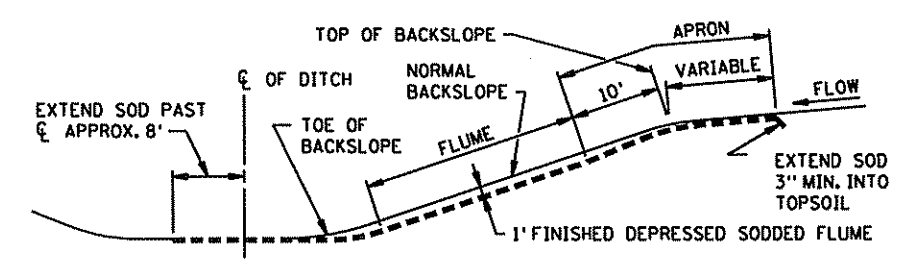 TOP OF BACKSLOPE
APRON
℄ OF DITCH
NORMAL
BACKSLOPE
VARIABLE
10'
FLOW
EXTEND SOD PAST
℄ APPROX. 8'
TOE OF
BACKSLOPE
FLUME
EXTEND SOD
3" MIN. INTO
TOPSOIL
1' FINISHED DEPRESSED SODDED FLUME